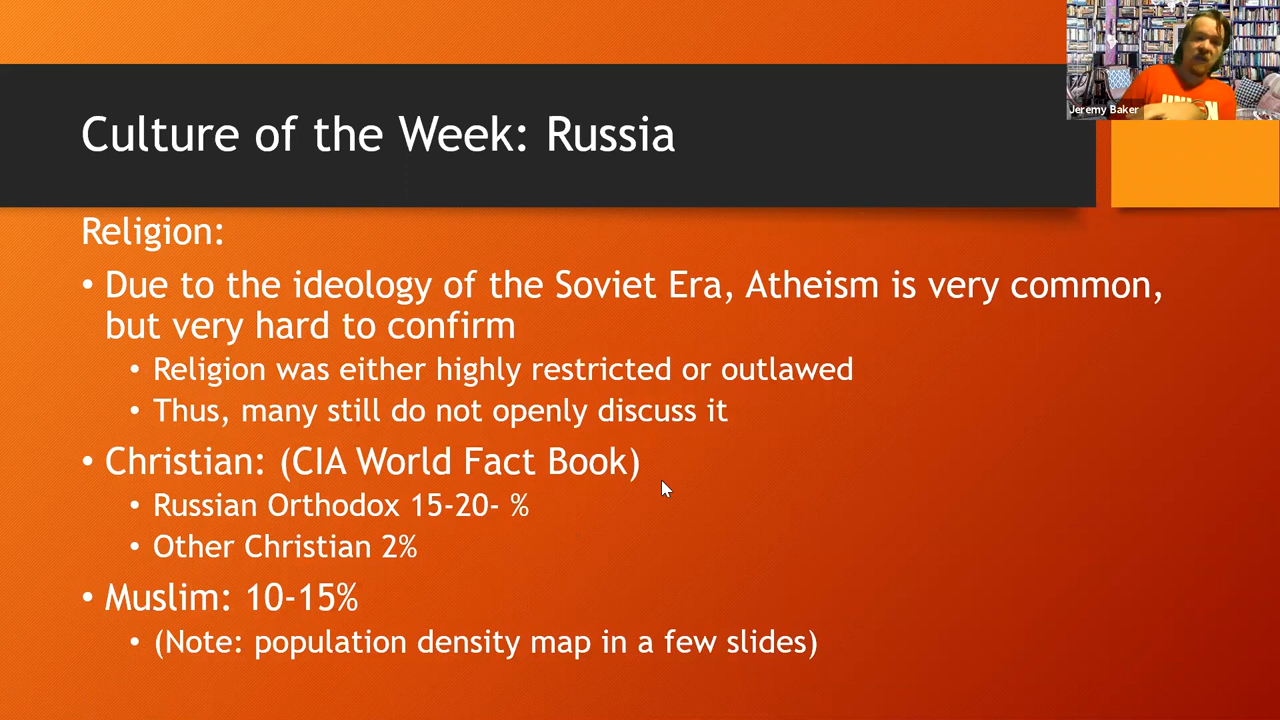 Jeremy Baker
Culture of the Week: Russia
Religion:
• Due to the ideology of the Soviet Era, Atheism is very common,
but very hard to confirm
• Religion was either highly restricted or outlawed
• Thus, many still do not openly discuss it
• Christian: (CIA World Fact Book)
• Russian Orthodox 15-20- %
• Other Christian 2%
• Muslim: 10-15%
• (Note: population density map in a few slides)